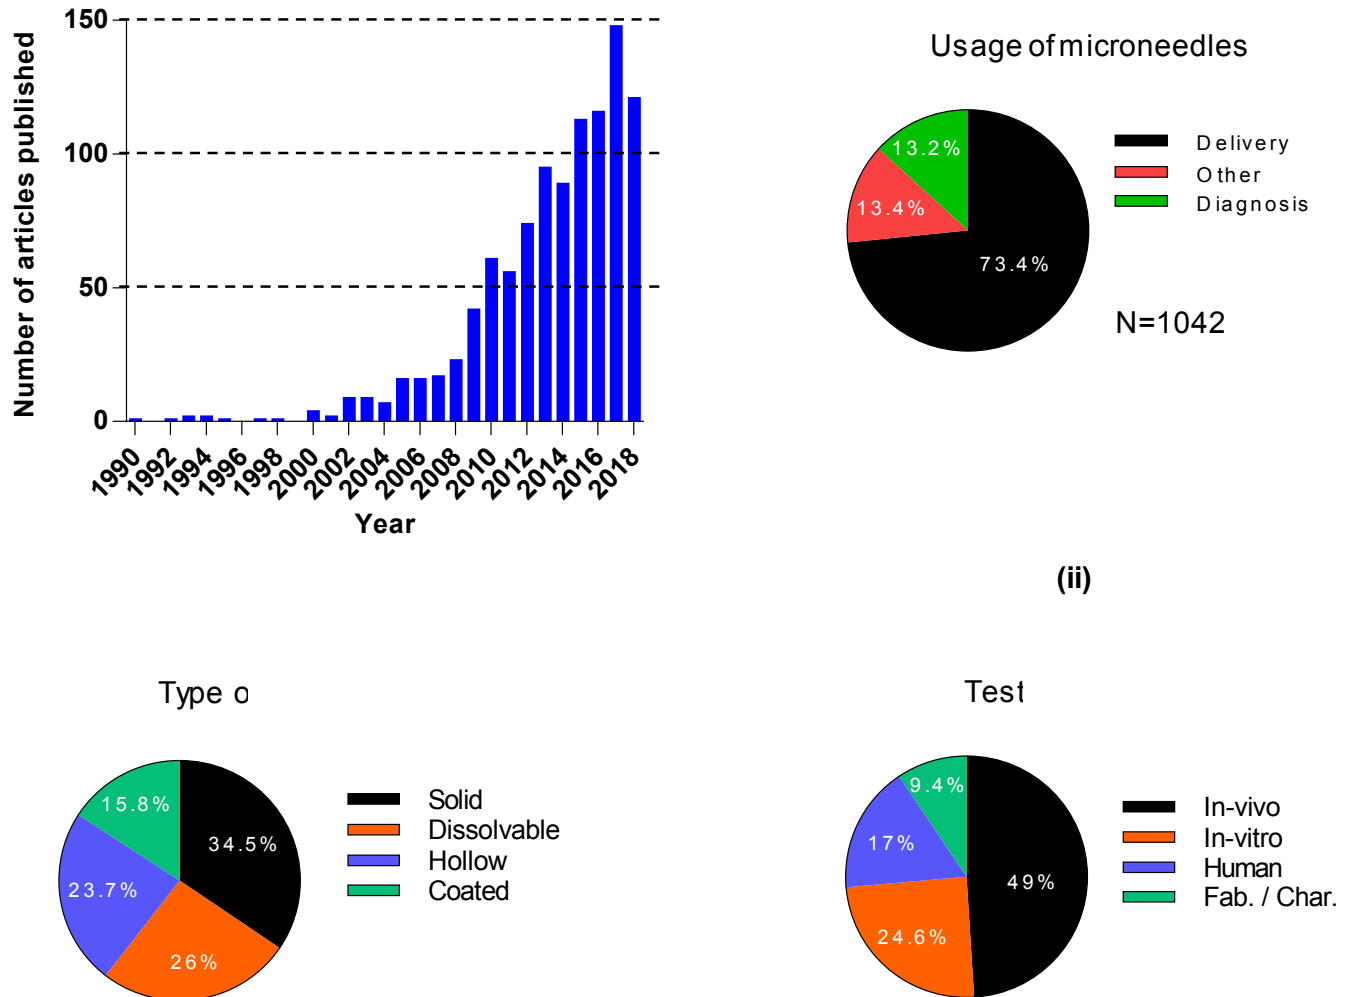 Number of articles published
150
100
50
0
1990
1992
1994
1996
1998
2000
2002
2004
2006
2008
2010
2012
2014
2016
2018
Year
Usage of microneedles
13.2%
13.4%
73.4%
Delivery
Other
Diagnosis
N=1042
(ii)
Type o
15.8%
34.5%
23.7%
26%
Solid
Dissolvable
Hollow
Coated
Test
9.4%
17%
49%
24.6%
In-vivo
In-vitro
Human
Fab. / Char.